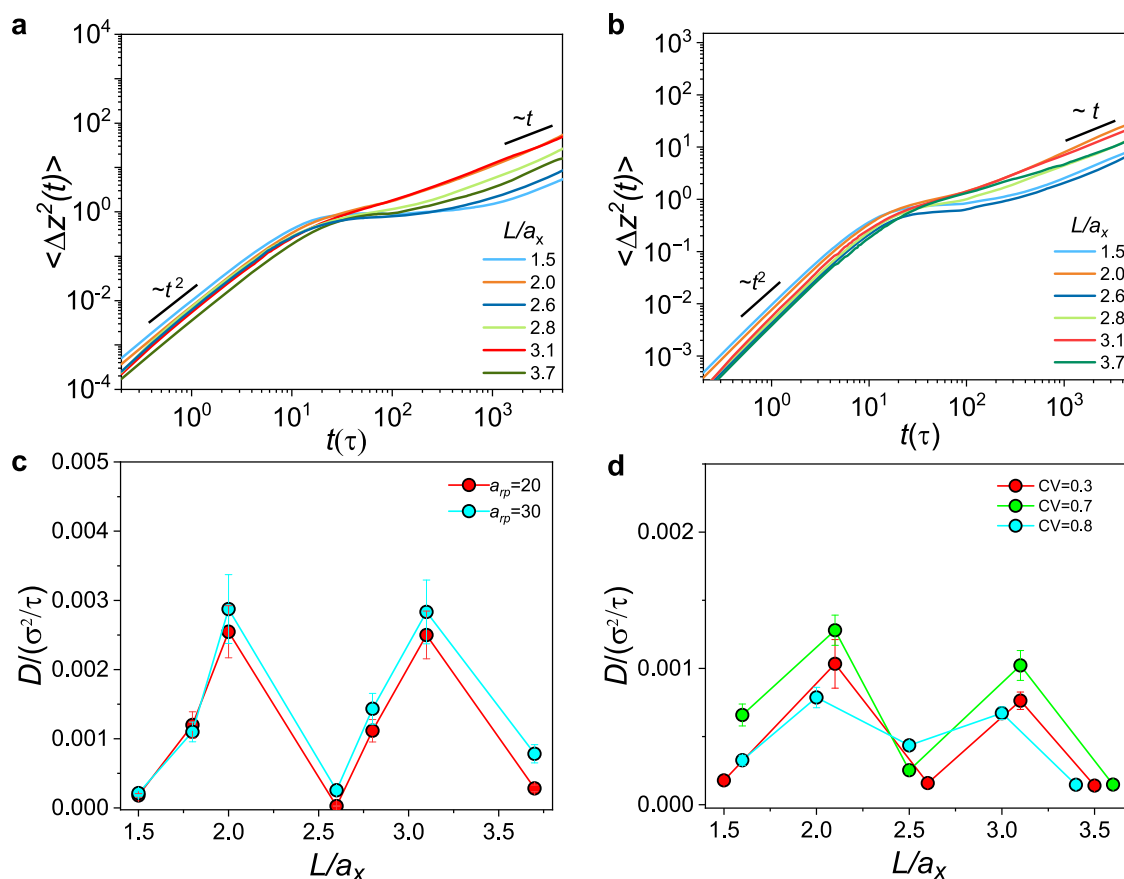 a
10^4
10^2
10^0
10^-2
10^-4
<Δz^2(t)>
~t^2
~t
L/a_x
1.5
2.0
2.6
2.8
3.1
3.7
10^0 10^1 10^2 10^3
t(τ)
b
10^3
10^2
10^1
10^0
10^-1
10^-2
10^-3
<Δz^2(t)>
~t^2
~ t
L/a_x
1.5
2.0
2.6
2.8
3.1
3.7
10^0 10^1 10^2 10^3
t(τ)
c
0.005
0.004
0.003
0.002
0.001
0.000
D/(σ^2/τ)
a_rp=20
a_rp=30
1.5 2.0 2.5 3.0 3.5
L/a_x
d
0.002
0.001
0.000
D/(σ^2/τ)
CV=0.3
CV=0.7
CV=0.8
1.5 2.0 2.5 3.0 3.5
L/a_x